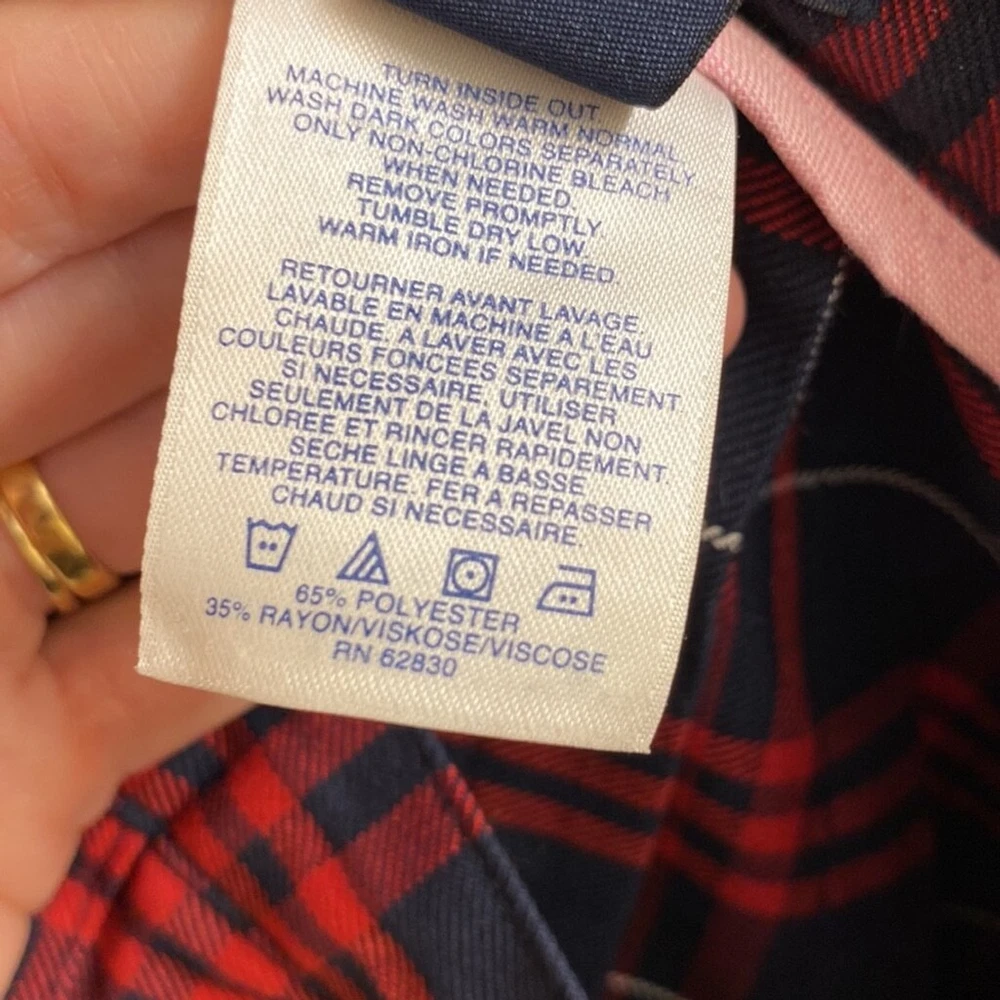 TURN INSIDE OUT
MACHINE WASH WARM NORMAL,
WASH DARK COLORS SEPARATELY
ONLY NON-CHLORINE BLEACH
WHEN NEEDED.
REMOVE PROMPTLY
TUMBLE DRY LOW
WARM IRON IF NEEDED.
RETOURNER AVANT LAVAGE.
LAVABLE EN MACHINE A L'EAU
CHAUDE. A LAVER AVEC LES
COULEURS FONCEES SEPAREMENT.
SI NECESSAIRE, UTILISER
SEULEMENT DE LA JAVEL NON
CHLOREE ET RINCER RAPIDEMENT.
SECHE LINGE A BASSE
TEMPERATURE. FER A REPASSER
CHAUD SI NECESSAIRE.
65% POLYESTER
35% RAYON/VISKOSE/VISCOSE
RN 62830